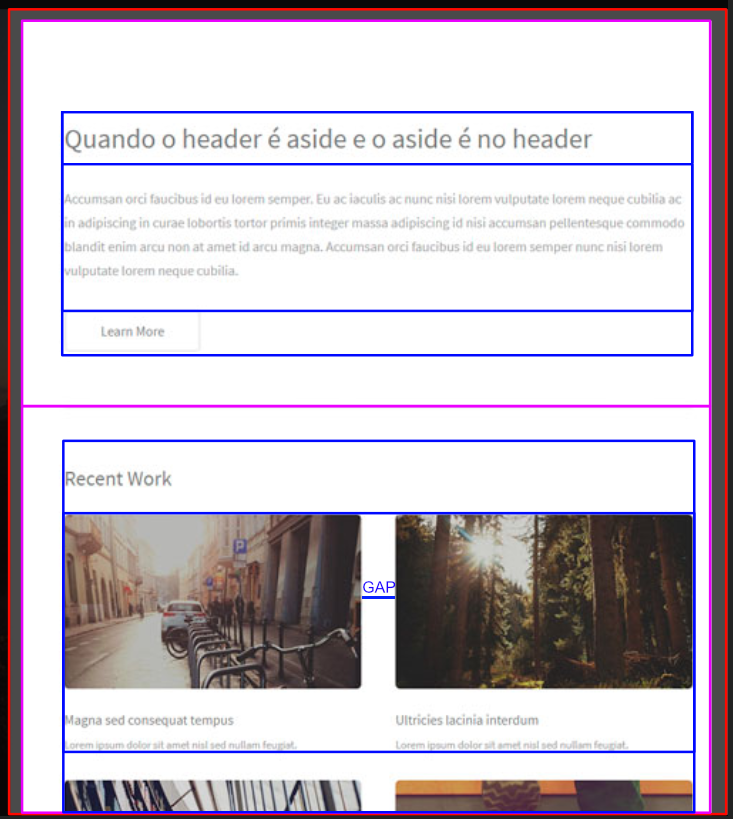 Quando o header é aside e o aside é no header
Accumsan orci faucibus id eu lorem semper. Eu ac iaculis ac nunc nisi lorem vulputate lorem neque cubilia ac
in adipiscing in curae lobortis tortor primis integer massa adipiscing id nisi accumsan pellentesque commodo
blandit enim arcu non at amet id arcu magna. Accumsan orci faucibus id eu lorem semper nunc nisi lorem
vulputate lorem neque cubilia.
Learn More
Recent Work
P
GAP
Magna sed consequat tempus
Ultricies lacinia interdum
Lorem ipsum dolor sit amet nisl sed nullam feugiat.
Lorem ipsum dolor sit amet nisl sed nullam feugiat.